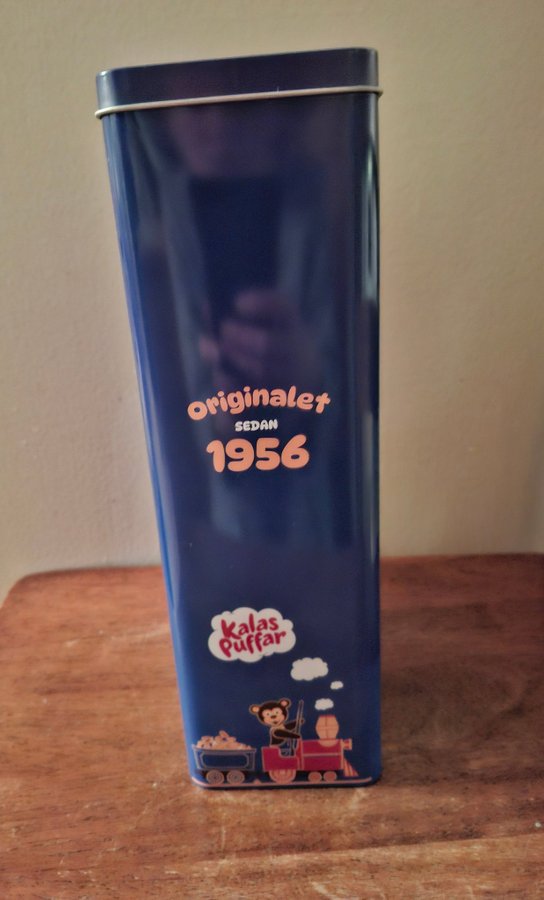 Originalet
SEDAN
1956
Kalas
Puffar